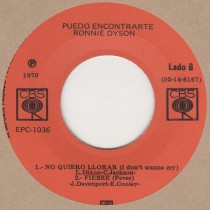 PUEDO ENCONTRARTE
RONNIE DYSON
Lado B
℗
1970
(02-14-8167)
CBS
CBS
EPC-1036
1.- NO QUIERO LLORAR (I don't wanna cry)
L.Dixon-C.Jackson-
2.- FIEBRE (Fever)
-J.Davenport-E.Cooley-